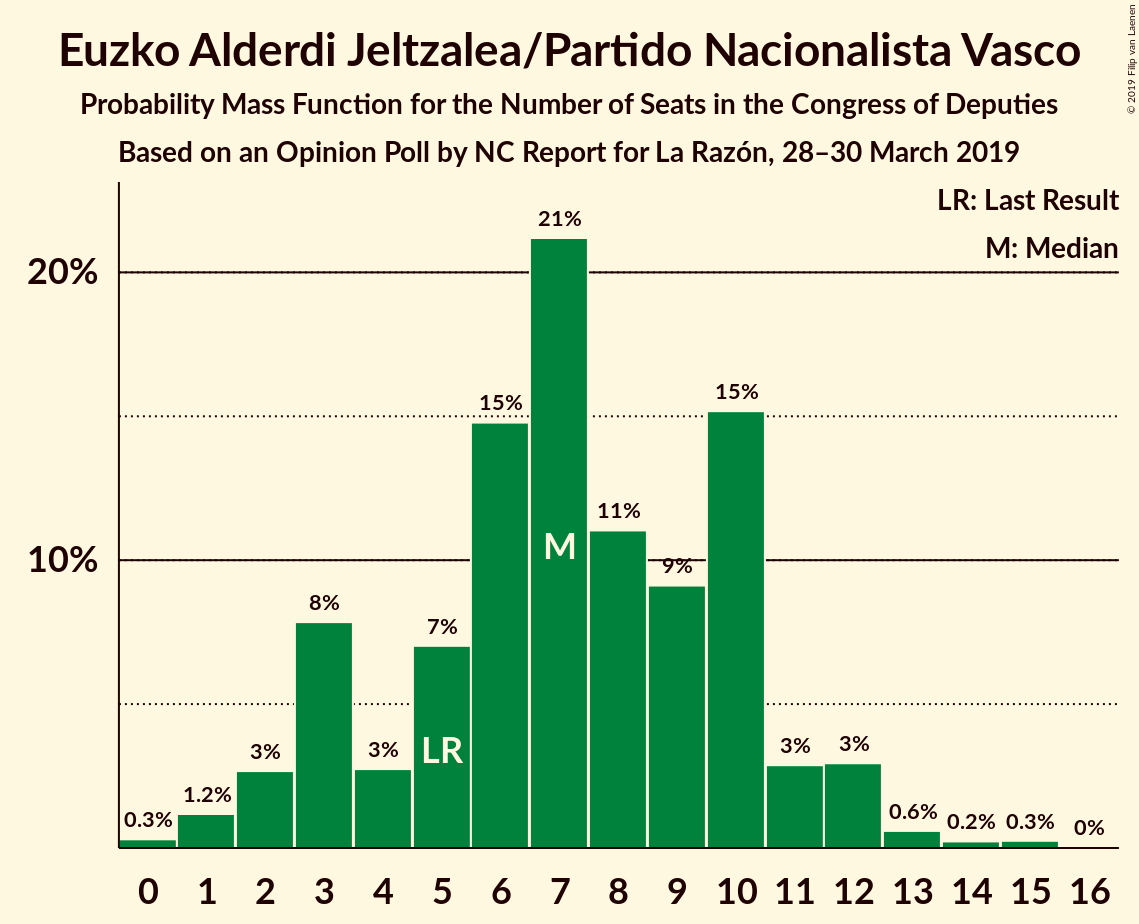 Euzko Alderdi Jeltzalea/Partido Nacionalista Vasco
Probability Mass Function for the Number of Seats in the Congress of Deputies
Based on an Opinion Poll by NC Report for La Razón, 28–30 March 2019
© 2019 Filip van Laenen
LR: Last Result
M: Median
20%
10%
0.3%
1.2%
3%
8%
3%
7%
15%
21%
11%
9%
15%
3%
3%
0.6%
0.2%
0.3%
0%
LR
M
0 1 2 3 4 5 6 7 8 9 10 11 12 13 14 15 16